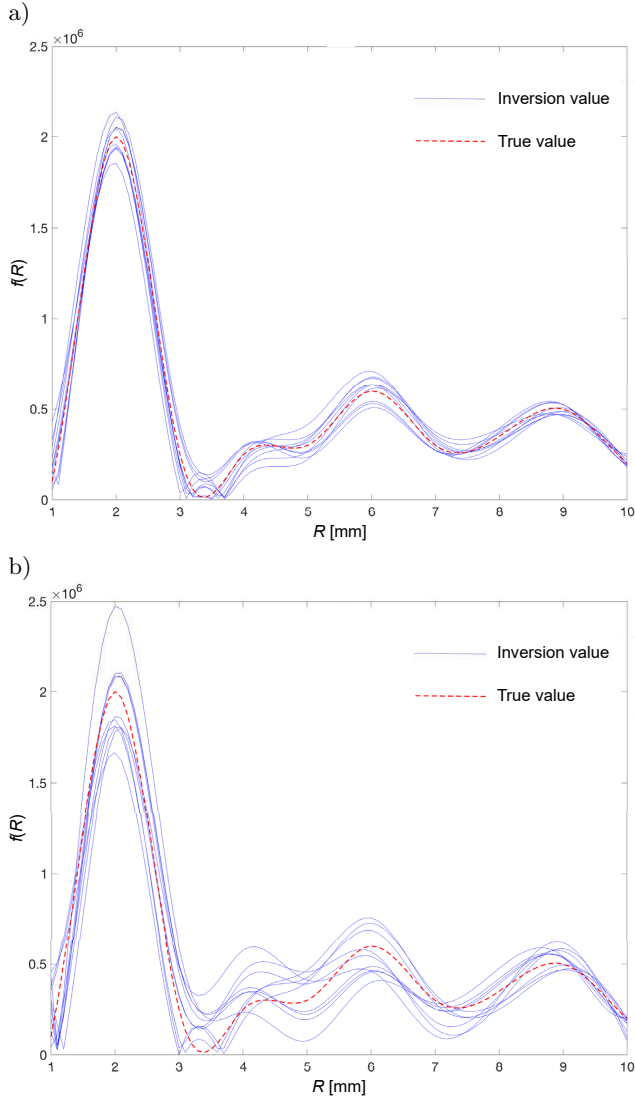 a)
×10⁶
2.5
2
1.5
1
0.5
0
f(R)
Inversion value
True value
1 2 3 4 5 6 7 8 9 10
R [mm]
b)
×10⁶
2.5
2
1.5
1
0.5
0
f(R)
Inversion value
True value
1 2 3 4 5 6 7 8 9 10
R [mm]